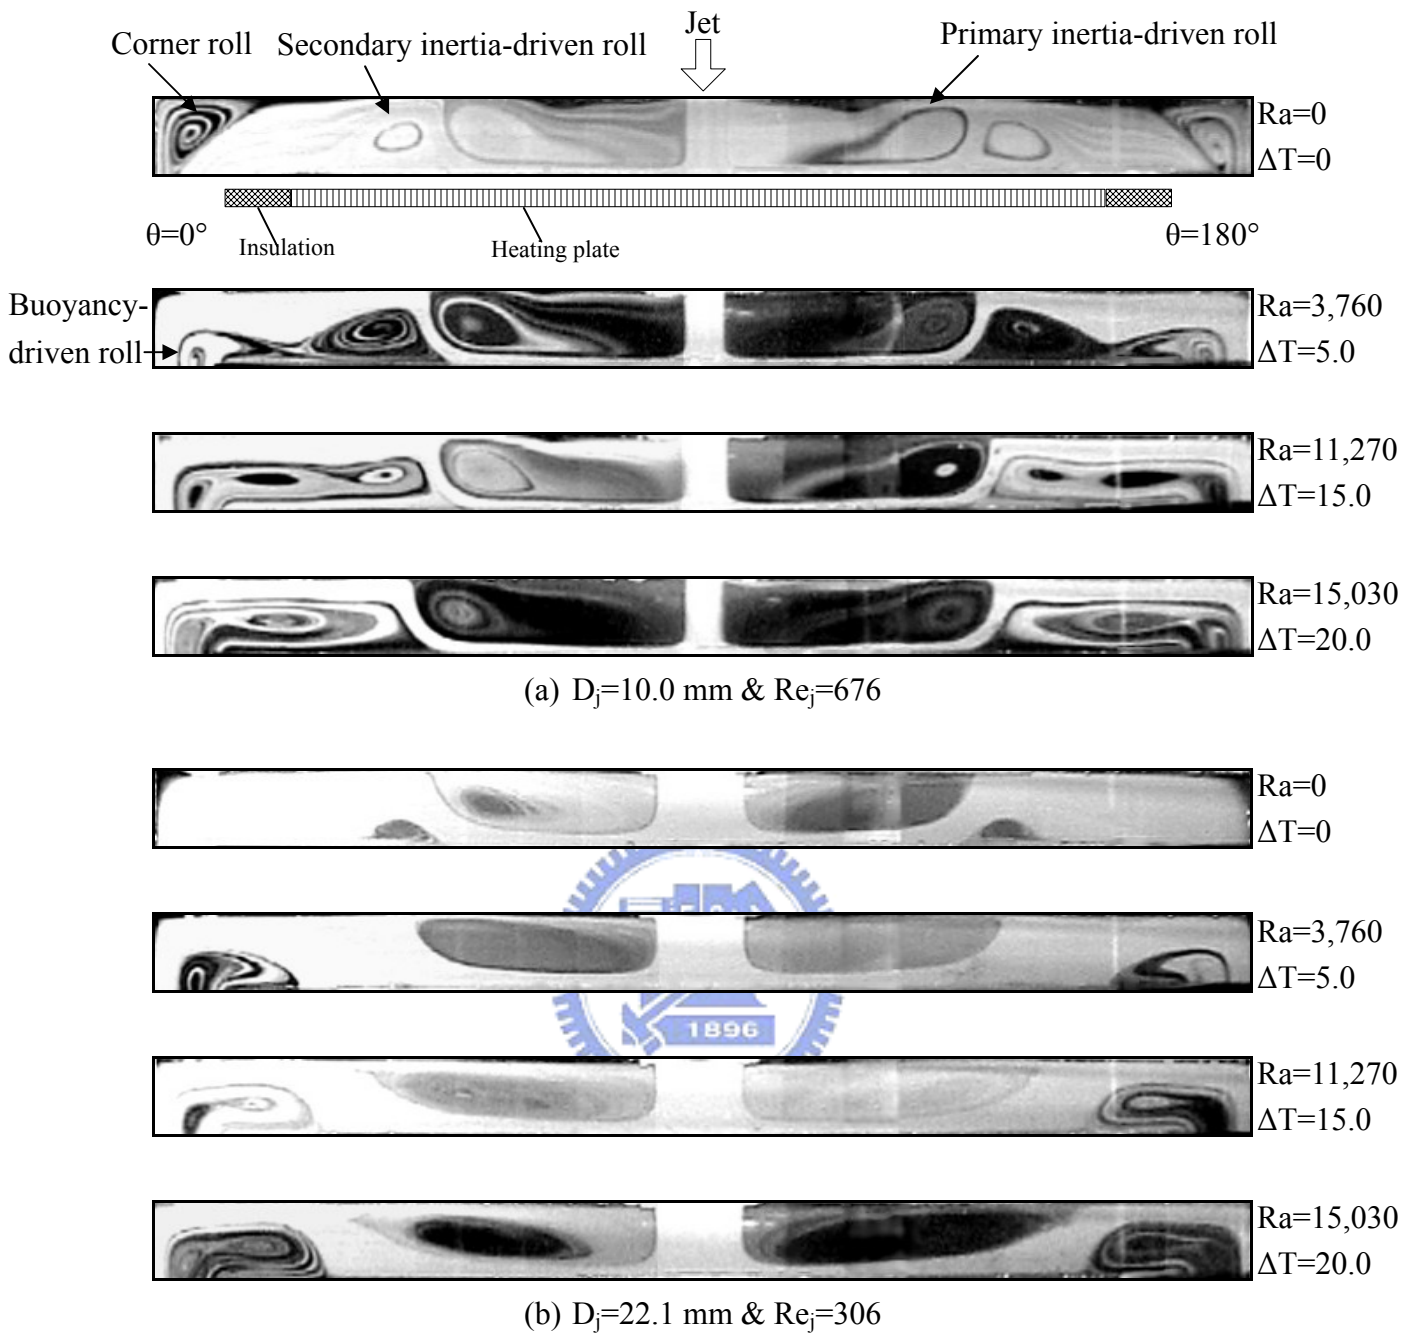 Jet
Corner roll
Secondary inertia-driven roll
Primary inertia-driven roll
Ra=0
ΔT=0
θ=0°
Insulation
Heating plate
θ=180°
Buoyancy-
driven roll
Ra=3,760
ΔT=5.0
Ra=11,270
ΔT=15.0
Ra=15,030
ΔT=20.0
(a) Dj=10.0 mm & Rej=676
Ra=0
ΔT=0
Ra=3,760
ΔT=5.0
1896
Ra=11,270
ΔT=15.0
Ra=15,030
ΔT=20.0
(b) Dj=22.1 mm & Rej=306